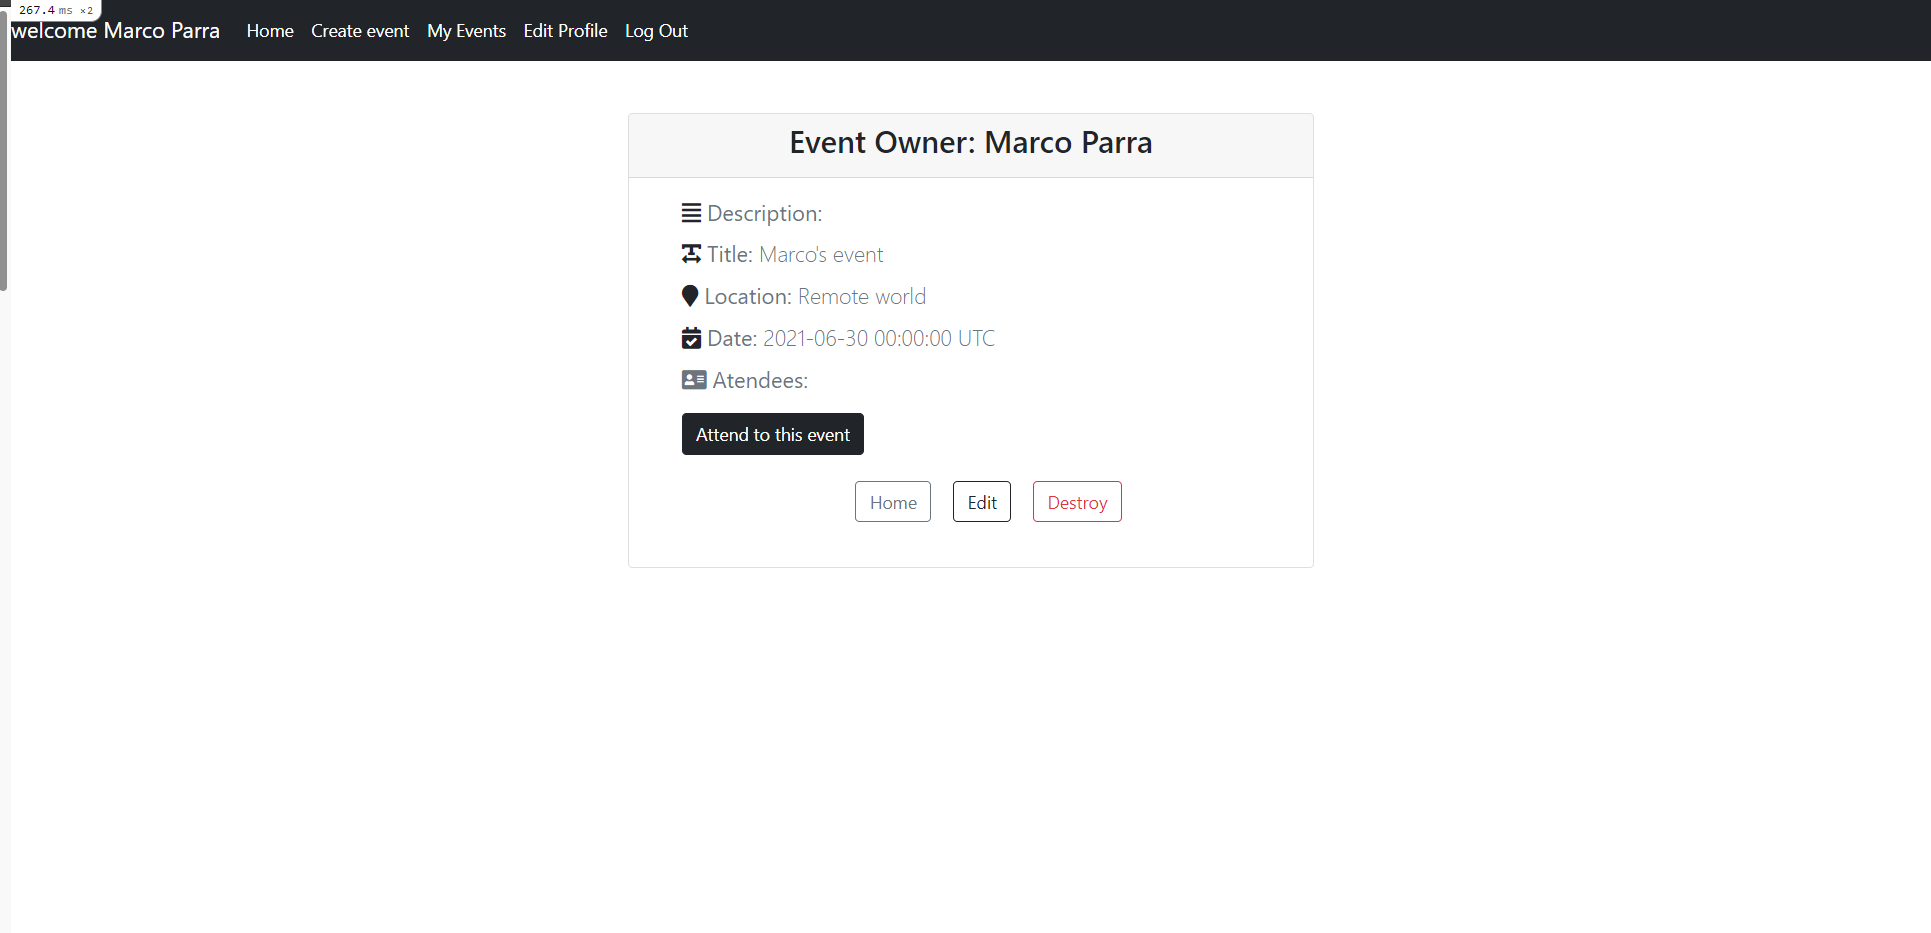 267.4 ms ×2
welcome Marco Parra Home Create event My Events Edit Profile Log Out
Event Owner: Marco Parra
Description:
Title: Marco's event
Location: Remote world
Date: 2021-06-30 00:00:00 UTC
Atendees:
Attend to this event
Home Edit Destroy